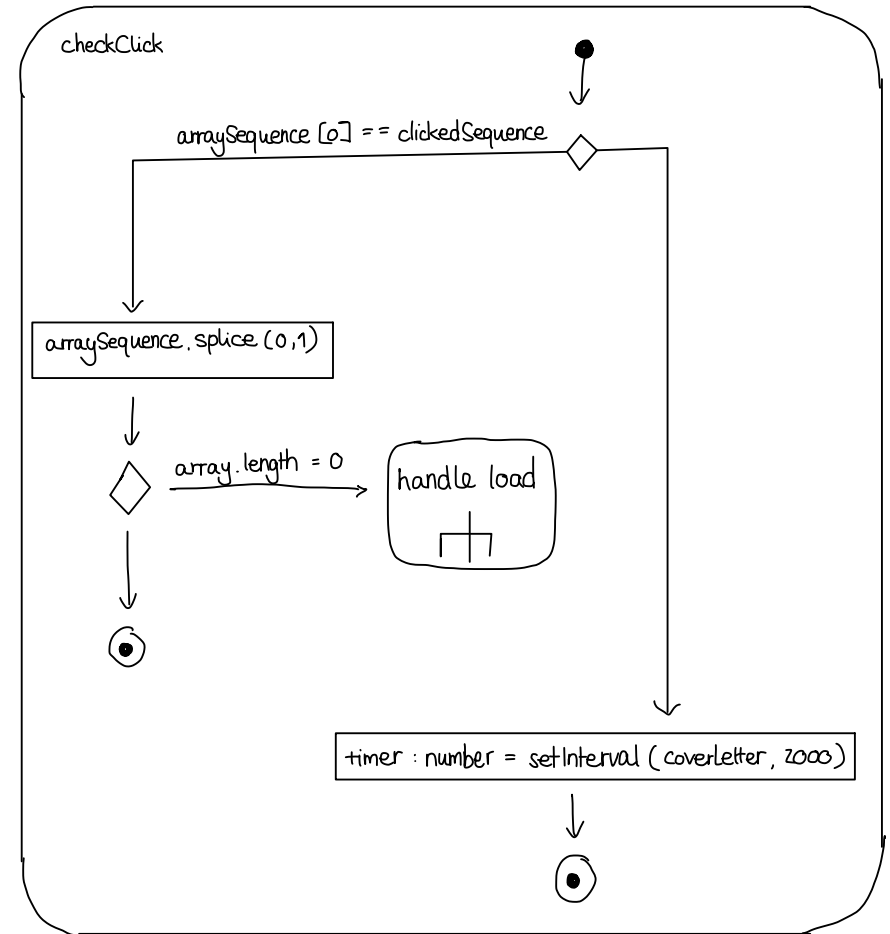 checkClick
arraySequence [0] == clickedSequence
arraySequence.splice (0,1)
array.length = 0
handle load
timer : number = setInterval (coverLetter, 2000)